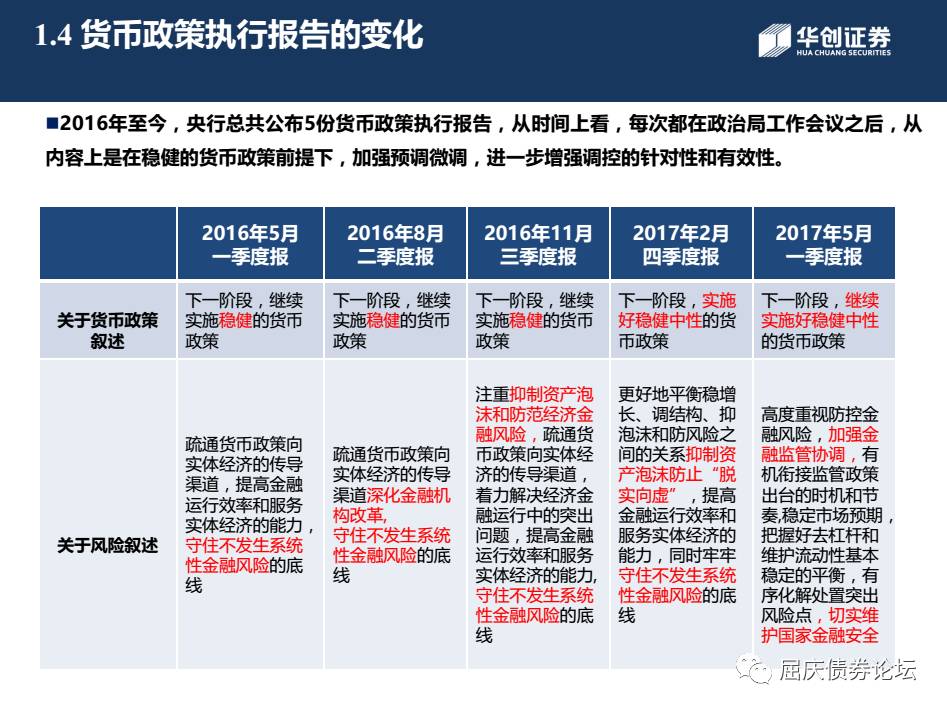 1.4 货币政策执行报告的变化
华创证券
HUA CHUANG SECURITIES
■2016年至今，央行总共公布5份货币政策执行报告，从时间上看，每次都在政治局工作会议之后，从
内容上是在稳健的货币政策前提下，加强预调微调，进一步增强调控的针对性和有效性。
2016年5月
一季度报
2016年8月
二季度报
2016年11月
三季度报
2017年2月
四季度报
2017年5月
一季度报
关于货币政策
叙述
下一阶段，继续
实施稳健的货币
政策
下一阶段，继续
实施稳健的货币
政策
下一阶段，继续
实施稳健的货币
政策
下一阶段，实施
好稳健中性的货
币政策
下一阶段，继续
实施好稳健中性
的货币政策
关于风险叙述
疏通货币政策向
实体经济的传导
渠道，提高金融
运行效率和服务
实体经济的能力，
守住不发生系统
性金融风险的底
线
疏通货币政策向
实体经济的传导
渠道深化金融机
构改革,
守住不发生系统
性金融风险的底
线
注重抑制资产泡
沫和防范经济金
融风险，疏通货
币政策向实体经
济的传导渠道，
着力解决经济金
融运行中的突出
问题，提高金融
运行效率和服务
实体经济的能力,
守住不发生系统
性金融风险的底
线
更好地平衡稳增
长、调结构、抑
泡沫和防风险之
间的关系抑制资
产泡沫防止“脱
实向虚”，提高
金融运行效率和
服务实体经济的
能力，同时牢牢
守住不发生系统
性金融风险的底
线
高度重视防控金
融风险，加强金
融监管协调，有
机衔接监管政策
出台的时机和节
奏,稳定市场预期，
把握好去杠杆和
维护流动性基本
稳定的平衡，有
序化解处置突出
风险点，切实维
护国家金融安全
屈庆债券论坛